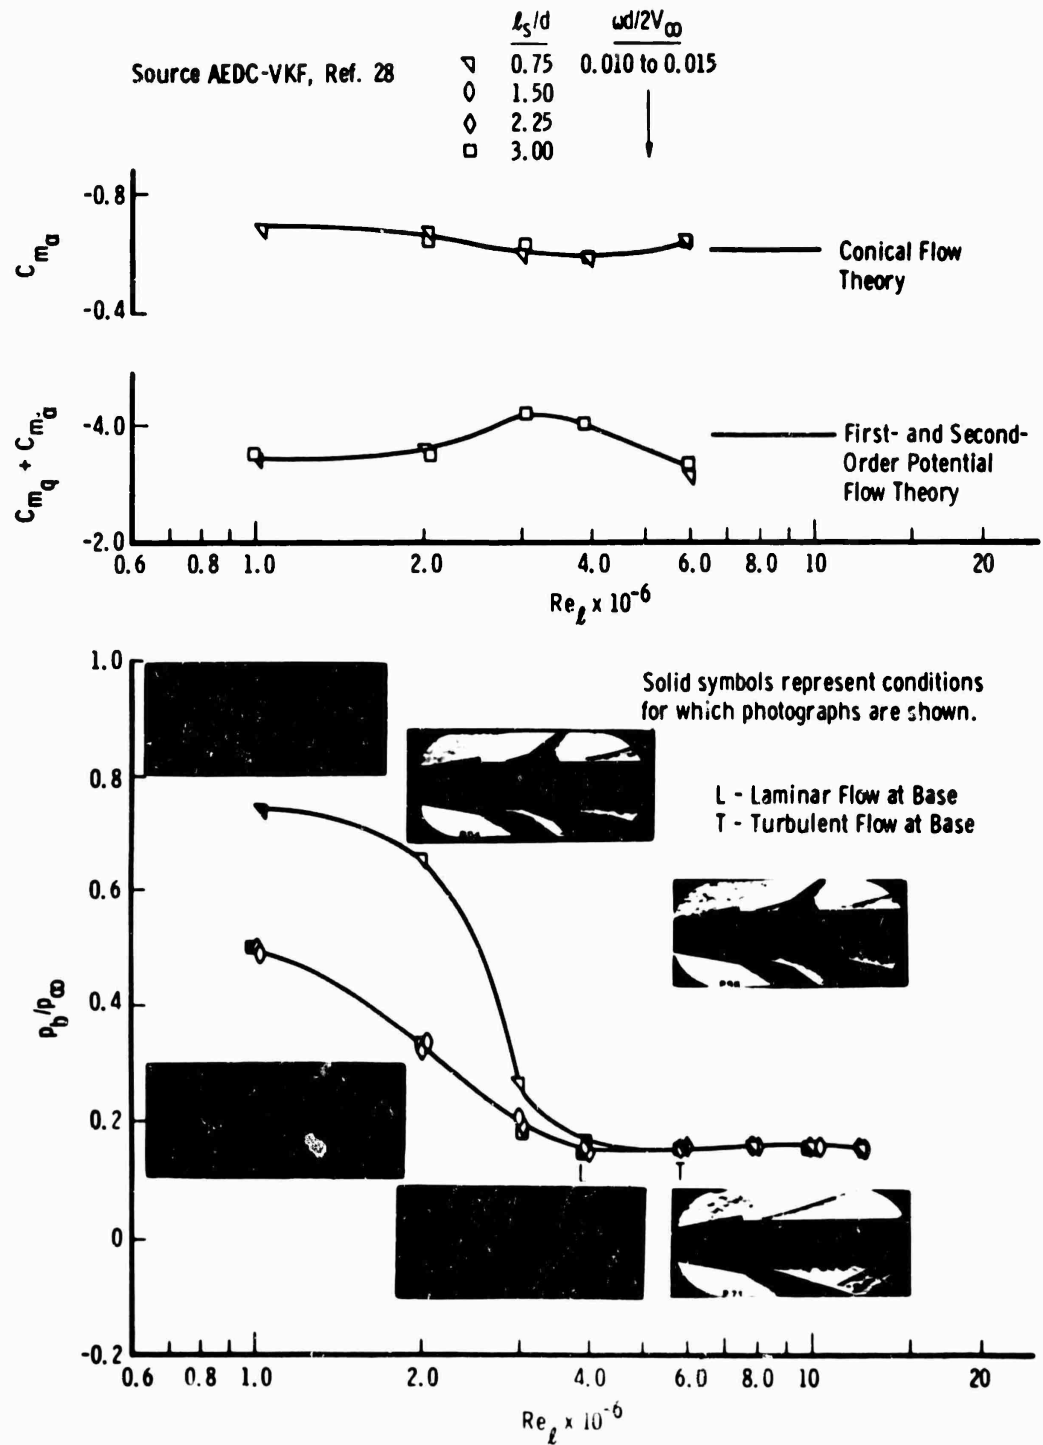 ℓs/d ωd/2V∞
Source AEDC-VKF, Ref. 28
0.75 0.010 to 0.015
1.50
2.25
3.00
-0.8
Cmα
-0.4
Conical Flow
Theory
-4.0
Cmq + Cmα̇
-2.0
First- and Second-
Order Potential
Flow Theory
0.6 0.8 1.0 2.0 4.0 6.0 8.0 10 20
Reℓ x 10-6
1.0
0.8
0.6
0.4
0.2
0
-0.2
pb/p∞
Solid symbols represent conditions
for which photographs are shown.
L - Laminar Flow at Base
T - Turbulent Flow at Base
L T
0.6 0.8 1.0 2.0 4.0 6.0 8.0 10 20
Reℓ x 10-6